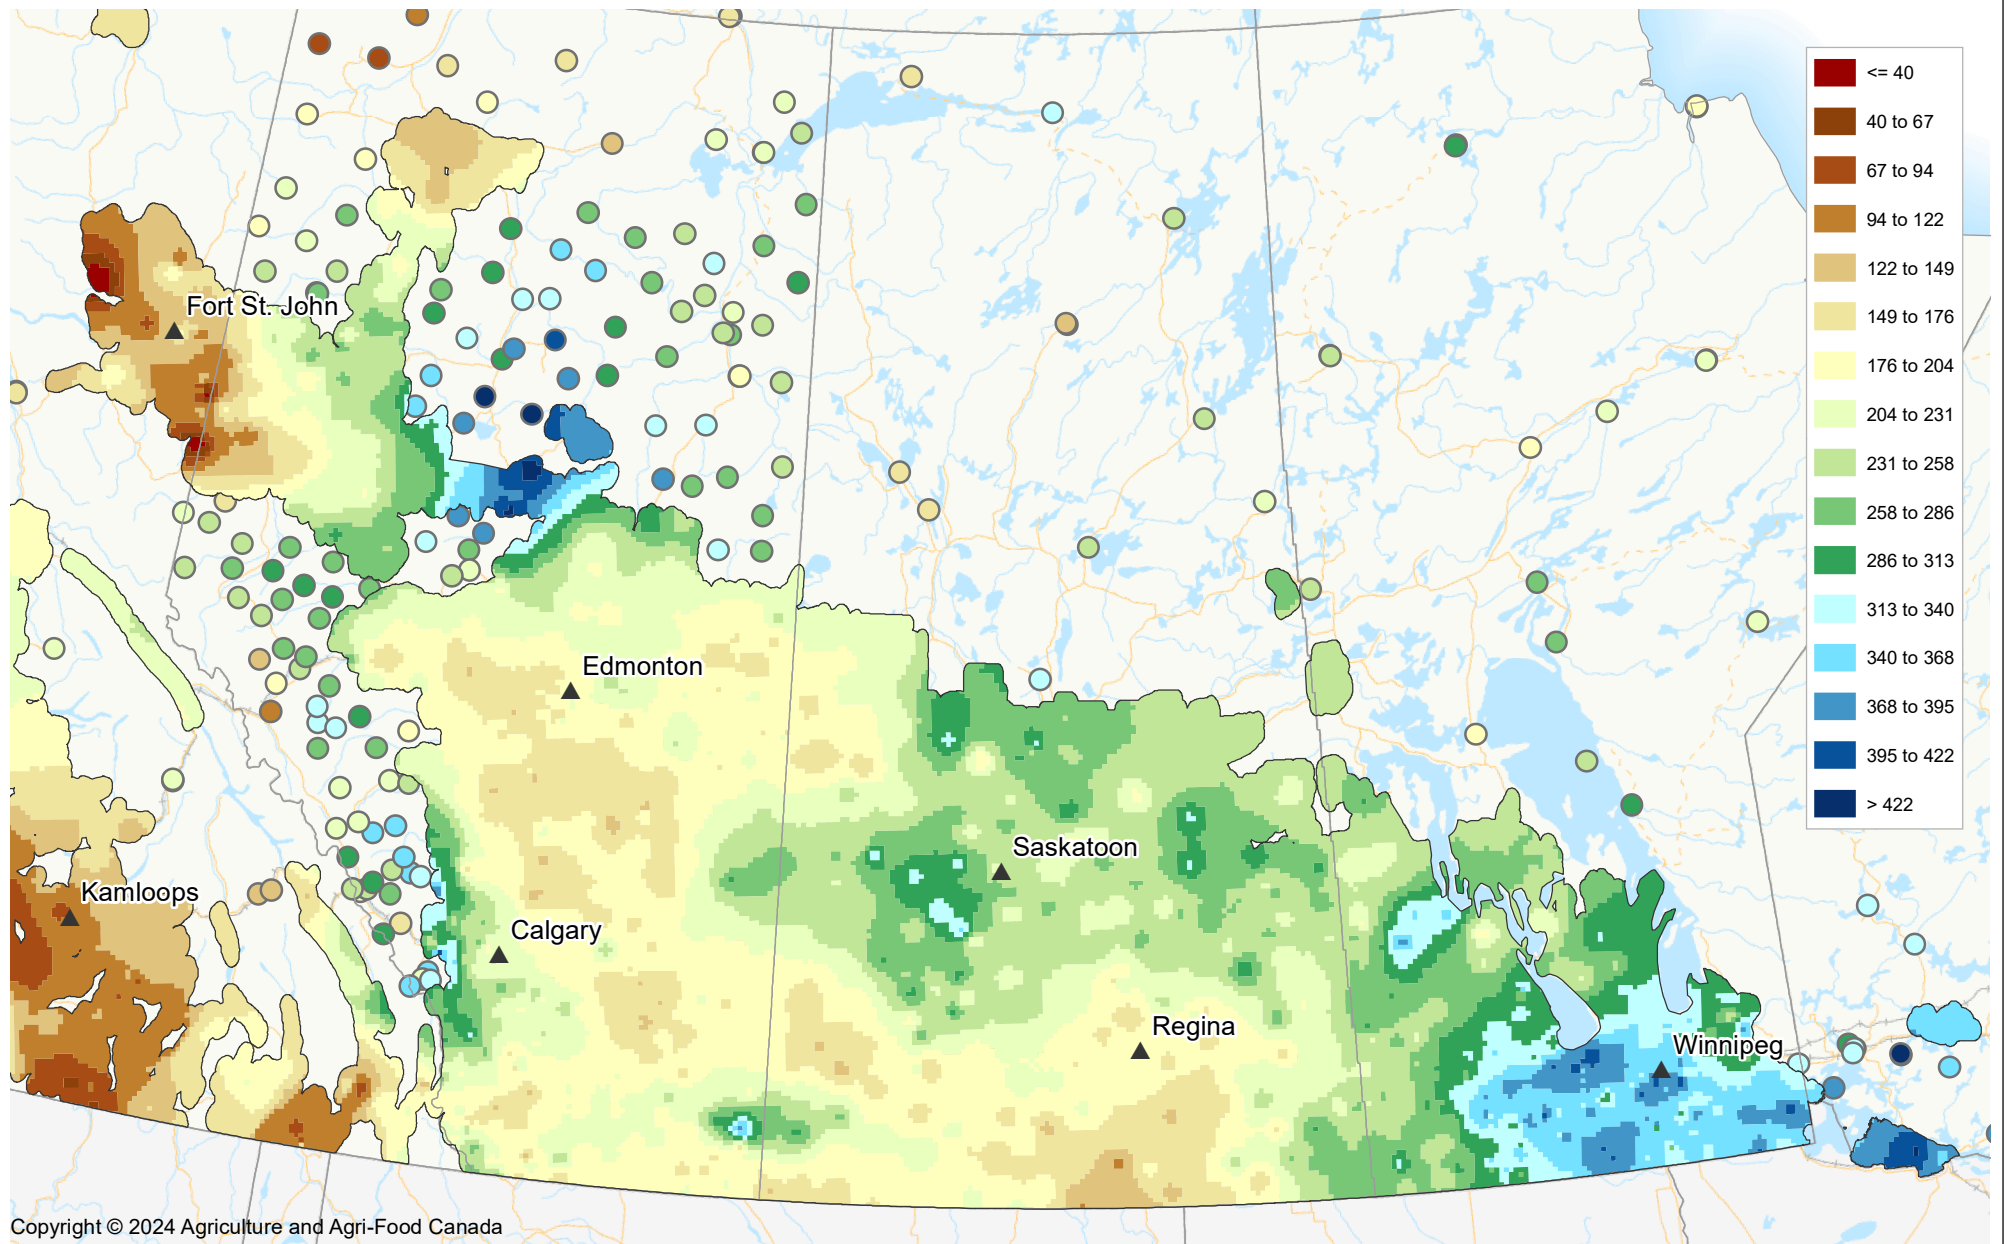 <= 40
40 to 67
67 to 94
94 to 122
122 to 149
149 to 176
176 to 204
204 to 231
231 to 258
258 to 286
286 to 313
313 to 340
340 to 368
368 to 395
395 to 422
> 422
Fort St. John
Edmonton
Saskatoon
Kamloops
Calgary
Regina
Winnipeg
Copyright © 2024 Agriculture and Agri-Food Canada